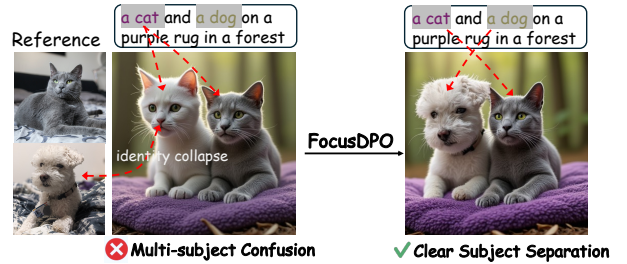 Reference
a cat and a dog on a
purple rug in a forest
identity collapse
Multi-subject Confusion
FocusDPO
a cat and a dog on a
purple rug in a forest
Clear Subject Separation